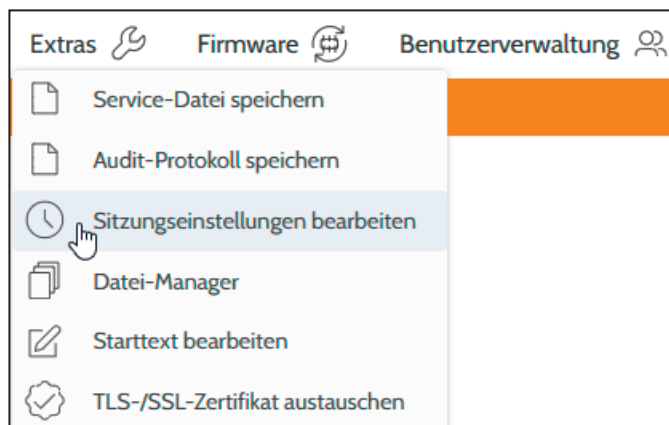 Extras Firmware Benutzerverwaltung
Service-Datei speichern
Audit-Protokoll speichern
Sitzungseinstellungen bearbeiten
Datei-Manager
Starttext bearbeiten
TLS-/SSL-Zertifikat austauschen